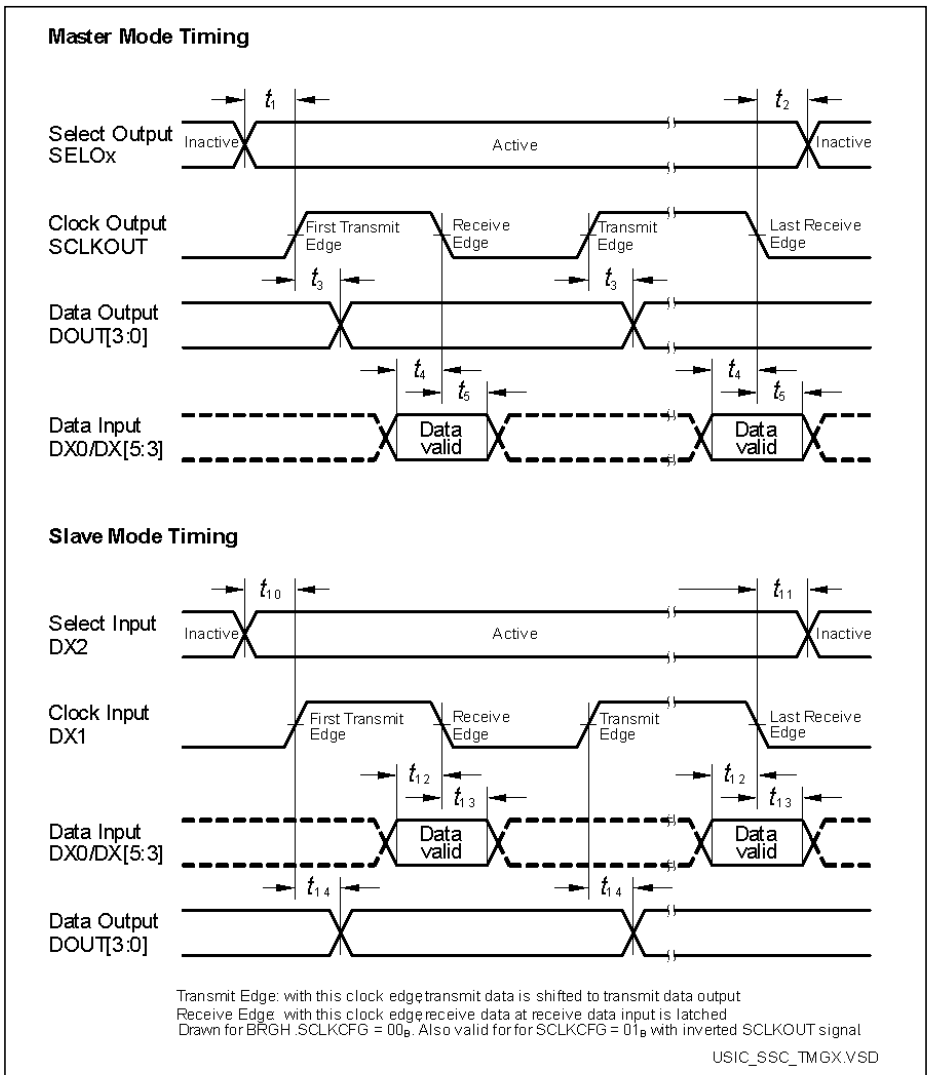 Master Mode Timing
t1
t2
Select Output
SELOx
Inactive
Active
Inactive
Clock Output
SCLKOUT
First Transmit
Edge
Receive
Edge
Transmit
Edge
Last Receive
Edge
t3
t3
Data Output
DOUT[3:0]
t4
t5
t4
t5
Data Input
DX0/DX[5:3]
Data
valid
Data
valid
Slave Mode Timing
t10
t11
Select Input
DX2
Inactive
Active
Inactive
Clock Input
DX1
First Transmit
Edge
Receive
Edge
Transmit
Edge
Last Receive
Edge
t12
t13
t12
t13
Data Input
DX0/DX[5:3]
Data
valid
Data
valid
t14
t14
Data Output
DOUT[3:0]
Transmit Edge: with this clock edge, transmit data is shifted to transmit data output
Receive Edge: with this clock edge, receive data at receive data input is latched
Drawn for BRGH .SCLKCFG = 00B. Also valid for for SCLKCFG = 01B with inverted SCLKOUT signal
USIC_SSC_TMGX.VSD